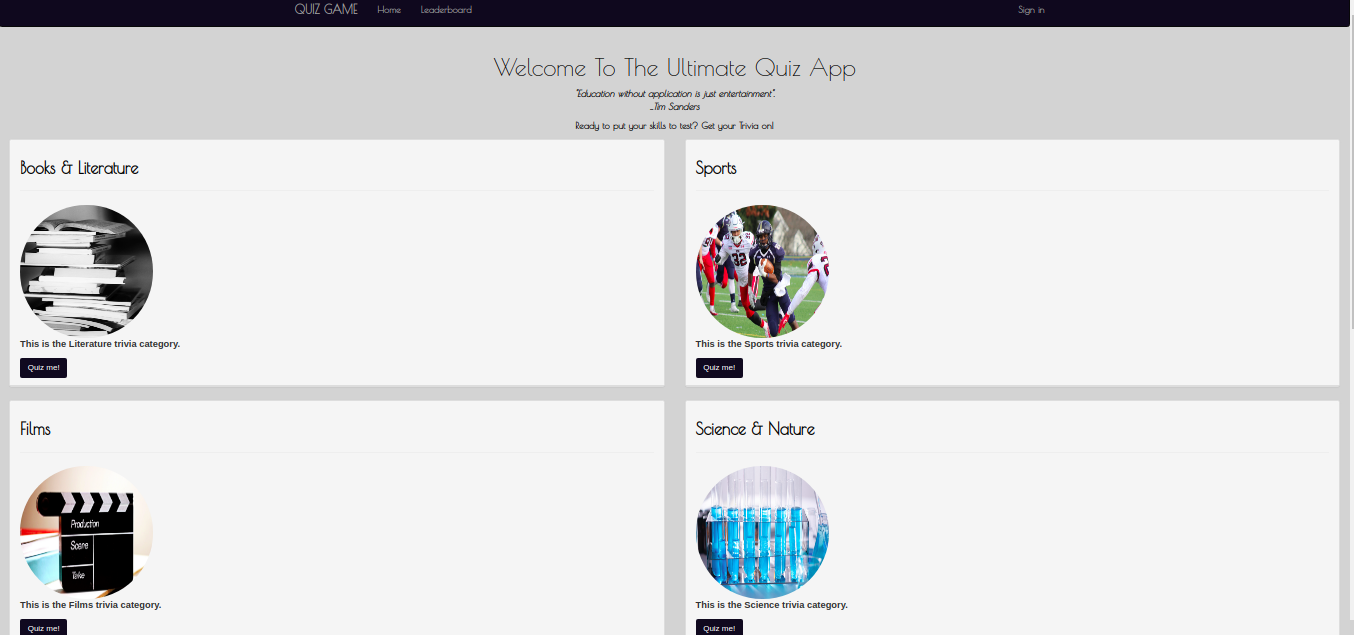 QUIZ GAME Home Leaderboard Sign in
Welcome To The Ultimate Quiz App
"Education without application is just entertainment".
_Tim Sanders
Ready to put your skills to test? Get your Trivia on!
Books & Literature
This is the Literature trivia category.
Quiz me!
Sports
32
This is the Sports trivia category.
Quiz me!
Films
Production
Scene
Take
This is the Films trivia category.
Quiz me!
Science & Nature
This is the Science trivia category.
Quiz me!